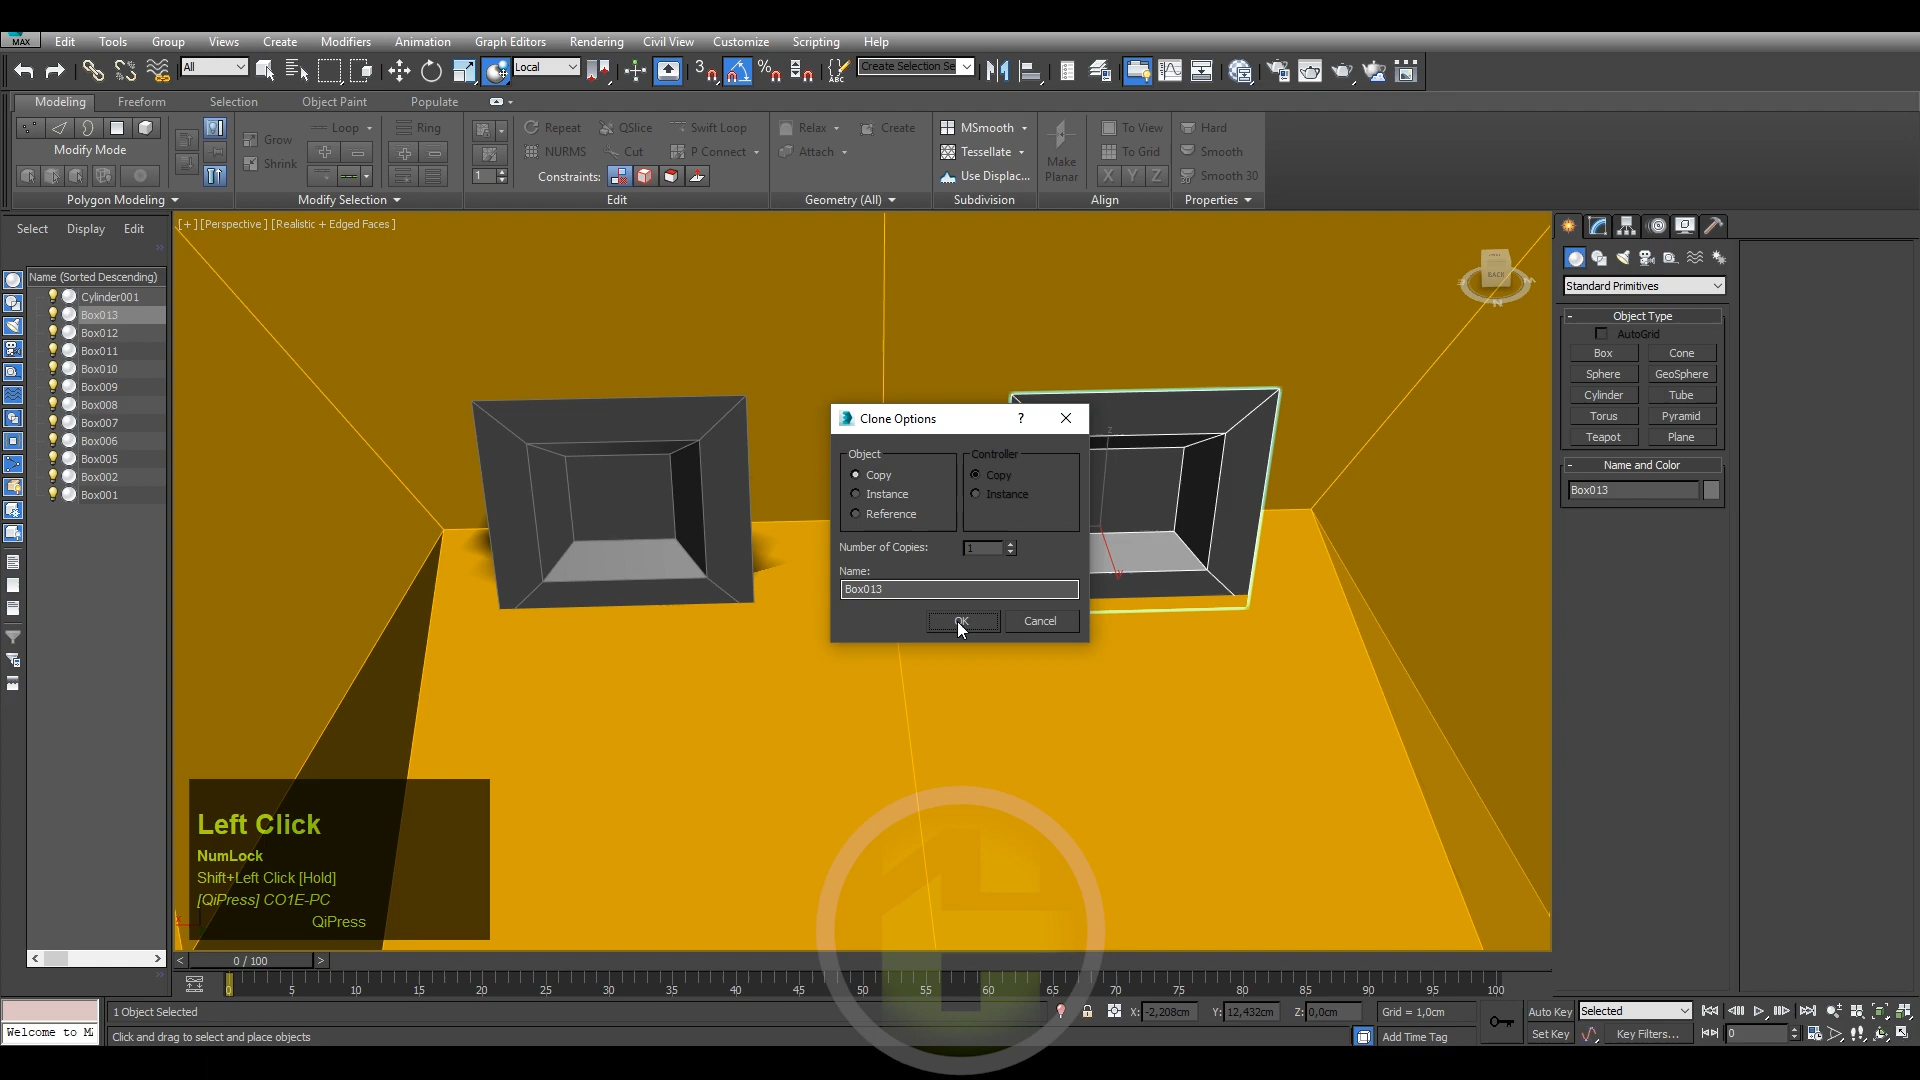 MAX
Edit Tools Group Views Create Modifiers Animation Graph Editors Rendering Civil View Customize Scripting Help
All
Local
3
ABC
Create Selection Se
Modeling Freeform Selection Object Paint Populate
Modify Mode
Polygon Modeling
Grow
Shrink
Loop
Ring
Modify Selection
1
Repeat QSlice Swift Loop
NURMS Cut P Connect
Constraints:
Edit
Relax Create
Attach
Geometry (All)
MSmooth
Tessellate
Use Displac...
Subdivision
Make
Planar
To View
To Grid
X Y Z
Align
Hard
Smooth
Smooth 30
Properties
Select Display Edit
Name (Sorted Descending)
Cylinder001
Box013
Box012
Box011
Box010
Box009
Box008
Box007
Box006
Box005
Box002
Box001
[+] [Perspective] [Realistic + Edged Faces]
BACK
N
Clone Options
?
Object
Copy
Instance
Reference
Controller
Copy
Instance
Number of Copies: 1
Name:
Box013
OK Cancel
z
y
Standard Primitives
- Object Type
AutoGrid
Box Cone
Sphere GeoSphere
Cylinder Tube
Torus Pyramid
Teapot Plane
- Name and Color
Box013
Left Click
NumLock
Shift+Left Click [Hold]
[QiPress] CO1E-PC
QiPress
< 0 / 100 >
0 5 10 15 20 25 30 35 40 45 50 55 60 65 70 75 80 85 90 95 100
Welcome to M
1 Object Selected
Click and drag to select and place objects
X: -2,208cm Y: 12,432cm Z: 0,0cm Grid = 1,0cm
Add Time Tag
Auto Key Selected
Set Key Key Filters...
0